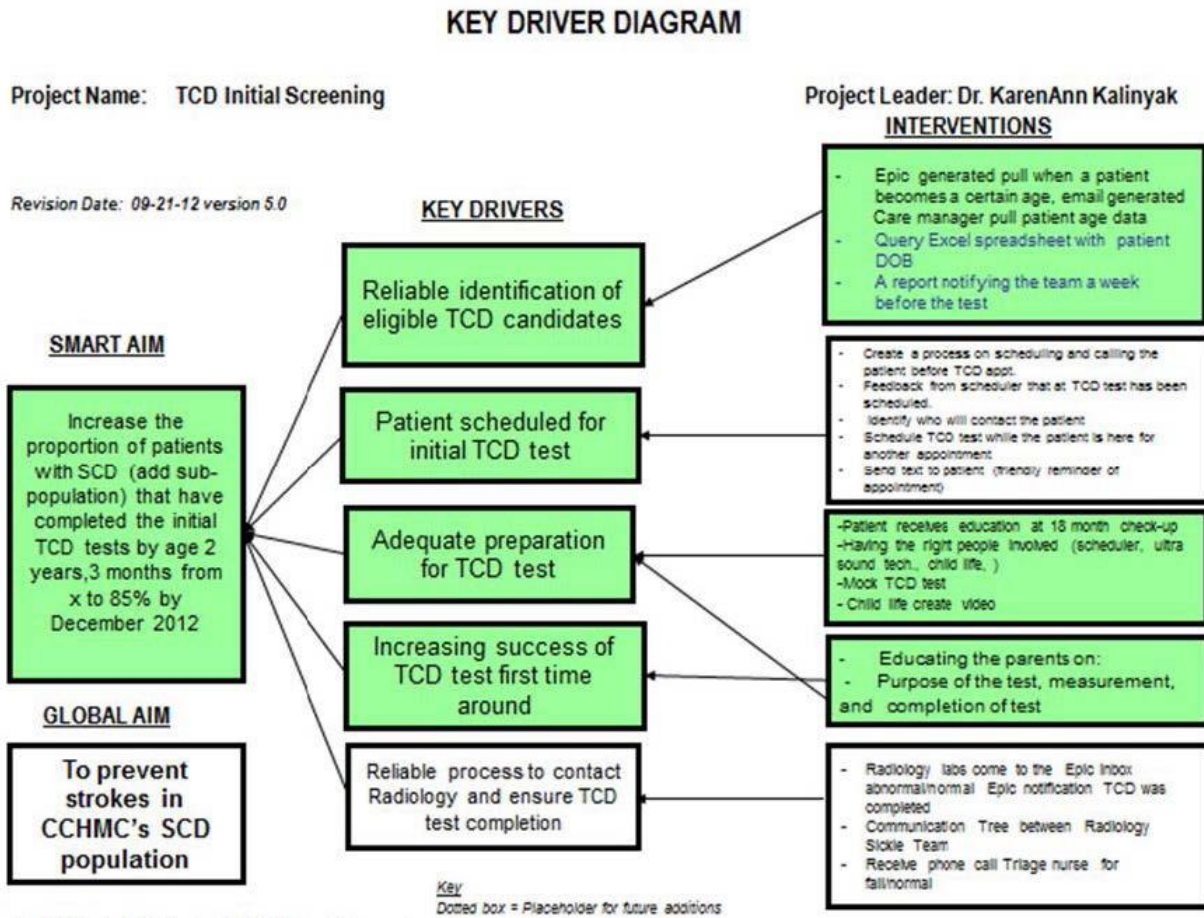 KEY DRIVER DIAGRAM
Project Name: TCD Initial Screening
Project Leader: Dr. KarenAnn Kalinyak
Revision Date: 09-21-12 version 5.0
SMART AIM
Increase the
proportion of patients
with SCD (add sub-
population) that have
completed the initial
TCD tests by age 2
years,3 months from
x to 85% by
December 2012
GLOBAL AIM
To prevent
strokes in
CCHMC's SCD
population
KEY DRIVERS
Reliable identification of
eligible TCD candidates
Patient scheduled for
initial TCD test
Adequate preparation
for TCD test
Increasing success of
TCD test first time
around
Reliable process to contact
Radiology and ensure TCD
test completion
INTERVENTIONS
- Epic generated pull when a patient
becomes a certain age, email generated
Care manager pull patient age data
- Query Excel spreadsheet with patient
DOB
- A report notifying the team a week
before the test
- Create a process on scheduling and calling the
patient before TCD appt.
- Feedback from scheduler that at TCD test has been
scheduled.
- Identify who will contact the patient
- Schedule TCD test while the patient is here for
another appointment
- Send text to patient (friendly reminder of
appointment)
-Patient receives education at 18 month check-up
-Having the right people involved (scheduler, ultra
sound tech., child life, )
-Mock TCD test
- Child life create video
- Educating the parents on:
- Purpose of the test, measurement,
and completion of test
- Radiology labs come to the Epic Inbox
abnormal/normal Epic notification TCD was
completed
- Communication Tree between Radiology
Sickle Team
- Receive phone call Triage nurse for
fail/normal
Key
Dotted box = Placeholder for future additions